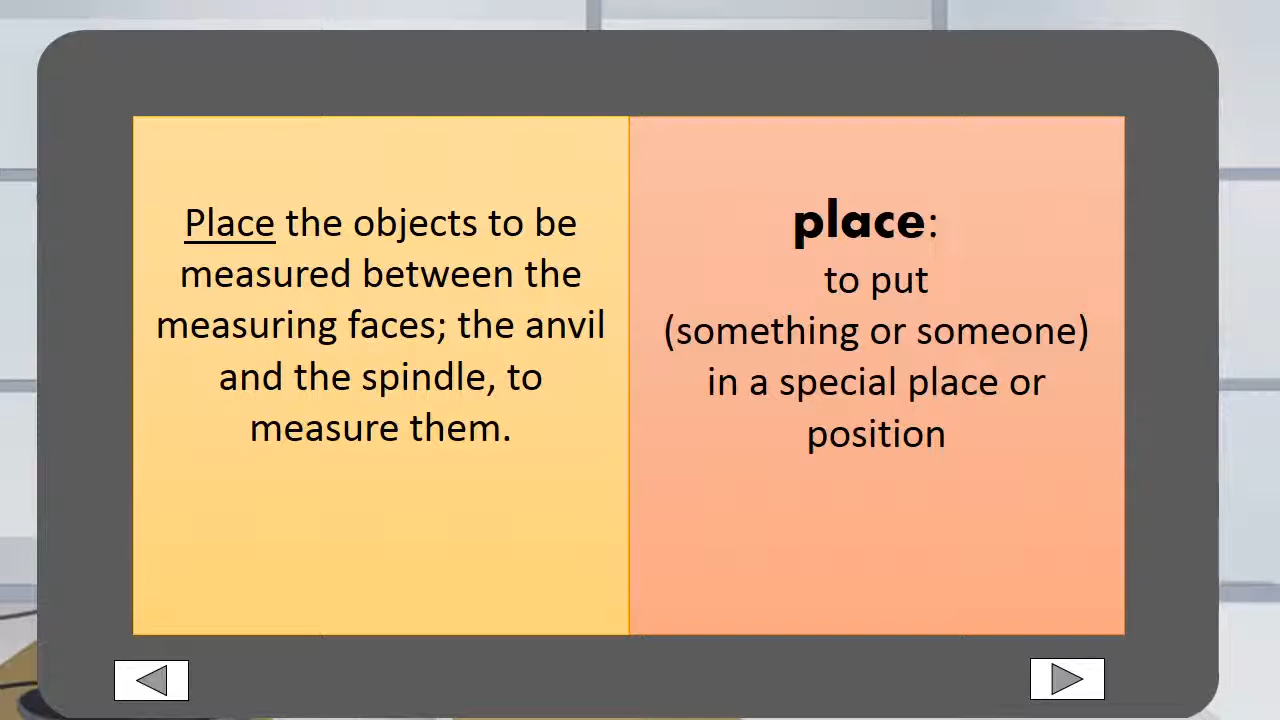 Place the objects to be
measured between the
measuring faces; the anvil
and the spindle, to
measure them.
place:
to put
(something or someone)
in a special place or
position